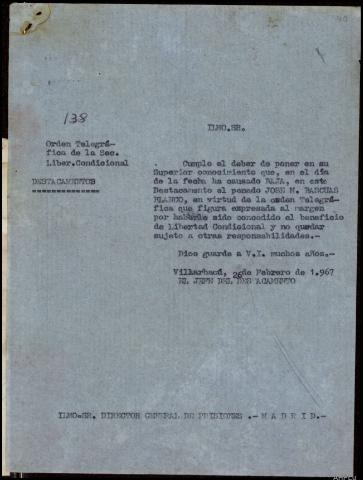 138
ILMO.SR.
Orden Telegrá-
fica de la Sec.
Liber.Condicional
DESTACAMENTOS
Cumplo el deber de poner en su
Superior conocimiento que, en el día
de la fecha ha causado BAJA, en este
Destacamento el penado JOSE M. BASCUAS
BLANCO, en virtud de la orden Telegrá-
fica que figura expresada al margen
por haber sido concedido el beneficio
de Libertad Condicional y no quedar
sujeto a otras responsabilidades.-
Dios guarde a V.I. muchos años.-
Villarbacú, 26 de Febrero de 1.967
EL JEFE DEL DESTACAMENTO
ILMO.SR. DIRECTOR GENERAL DE PRISIONES .- M A D R I D.-